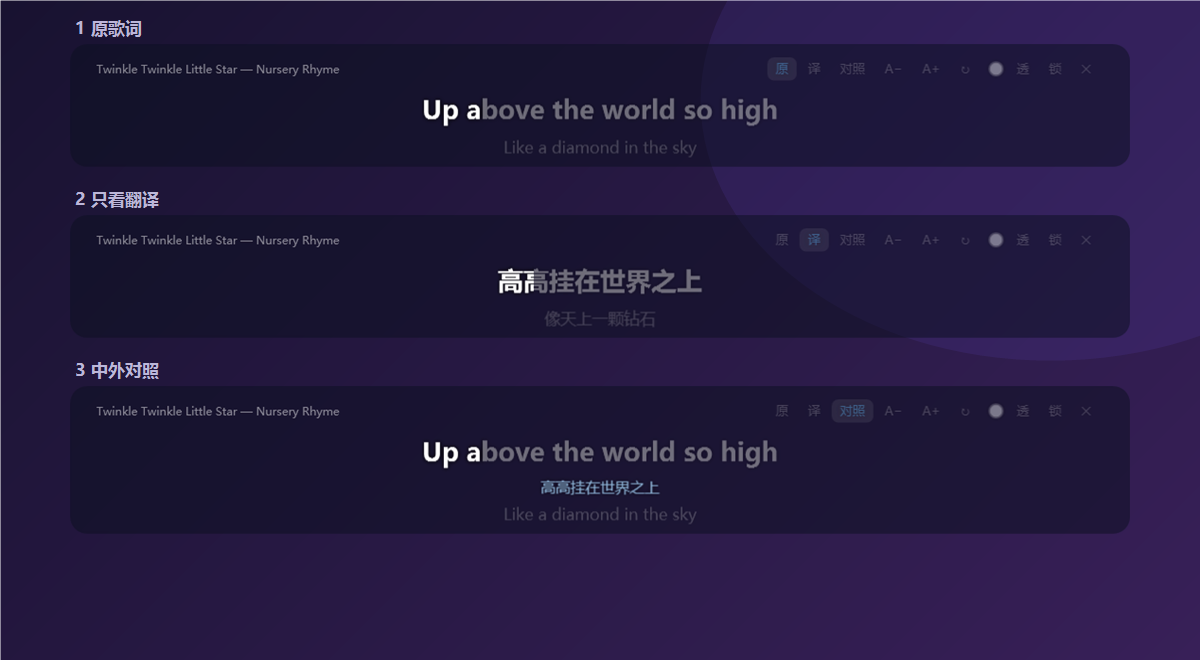 1 原歌词
Twinkle Twinkle Little Star — Nursery Rhyme 原 译 对照 A− A+ ↻ 透 锁 ×
Up above the world so high
Like a diamond in the sky
2 只看翻译
Twinkle Twinkle Little Star — Nursery Rhyme 原 译 对照 A− A+ ↻ 透 锁 ×
高高挂在世界之上
像天上一颗钻石
3 中外对照
Twinkle Twinkle Little Star — Nursery Rhyme 原 译 对照 A− A+ ↻ 透 锁 ×
Up above the world so high
高高挂在世界之上
Like a diamond in the sky